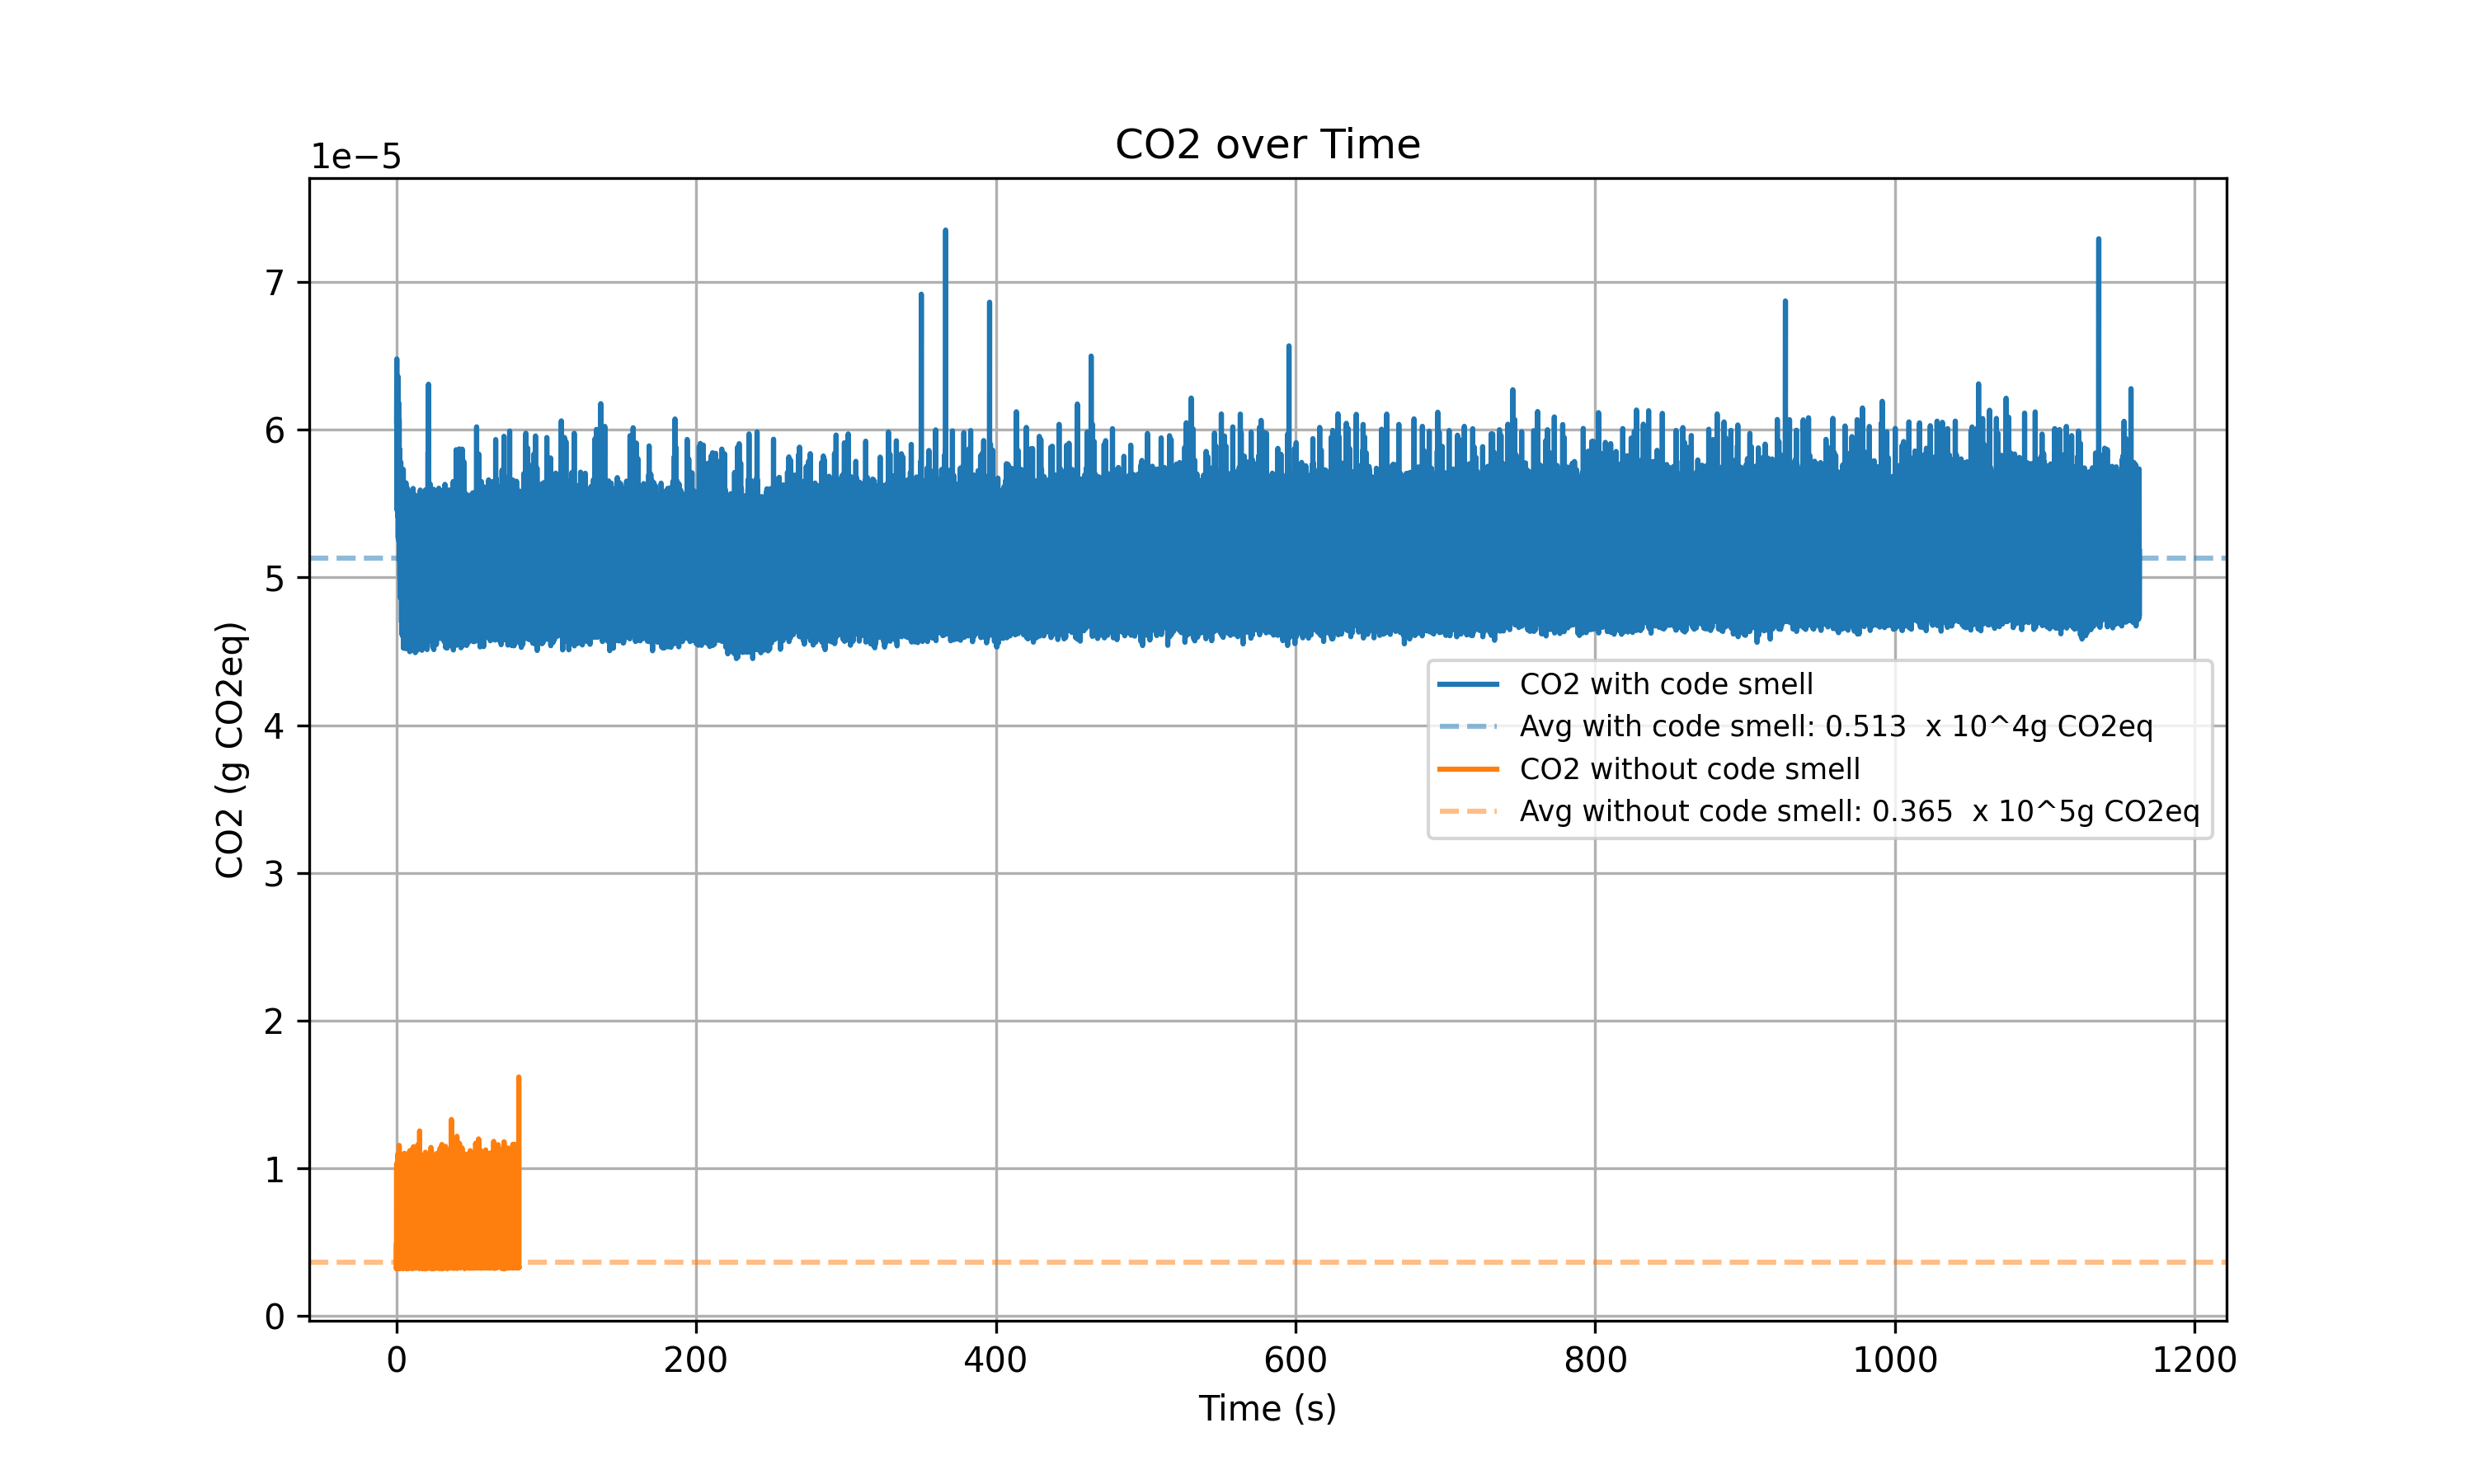 CO2 over Time
1e−5
7
6
5
4
3
2
1
0
CO2 (g CO2eq)
CO2 with code smell
Avg with code smell: 0.513  x 10^4g CO2eq
CO2 without code smell
Avg without code smell: 0.365  x 10^5g CO2eq
0 200 400 600 800 1000 1200
Time (s)